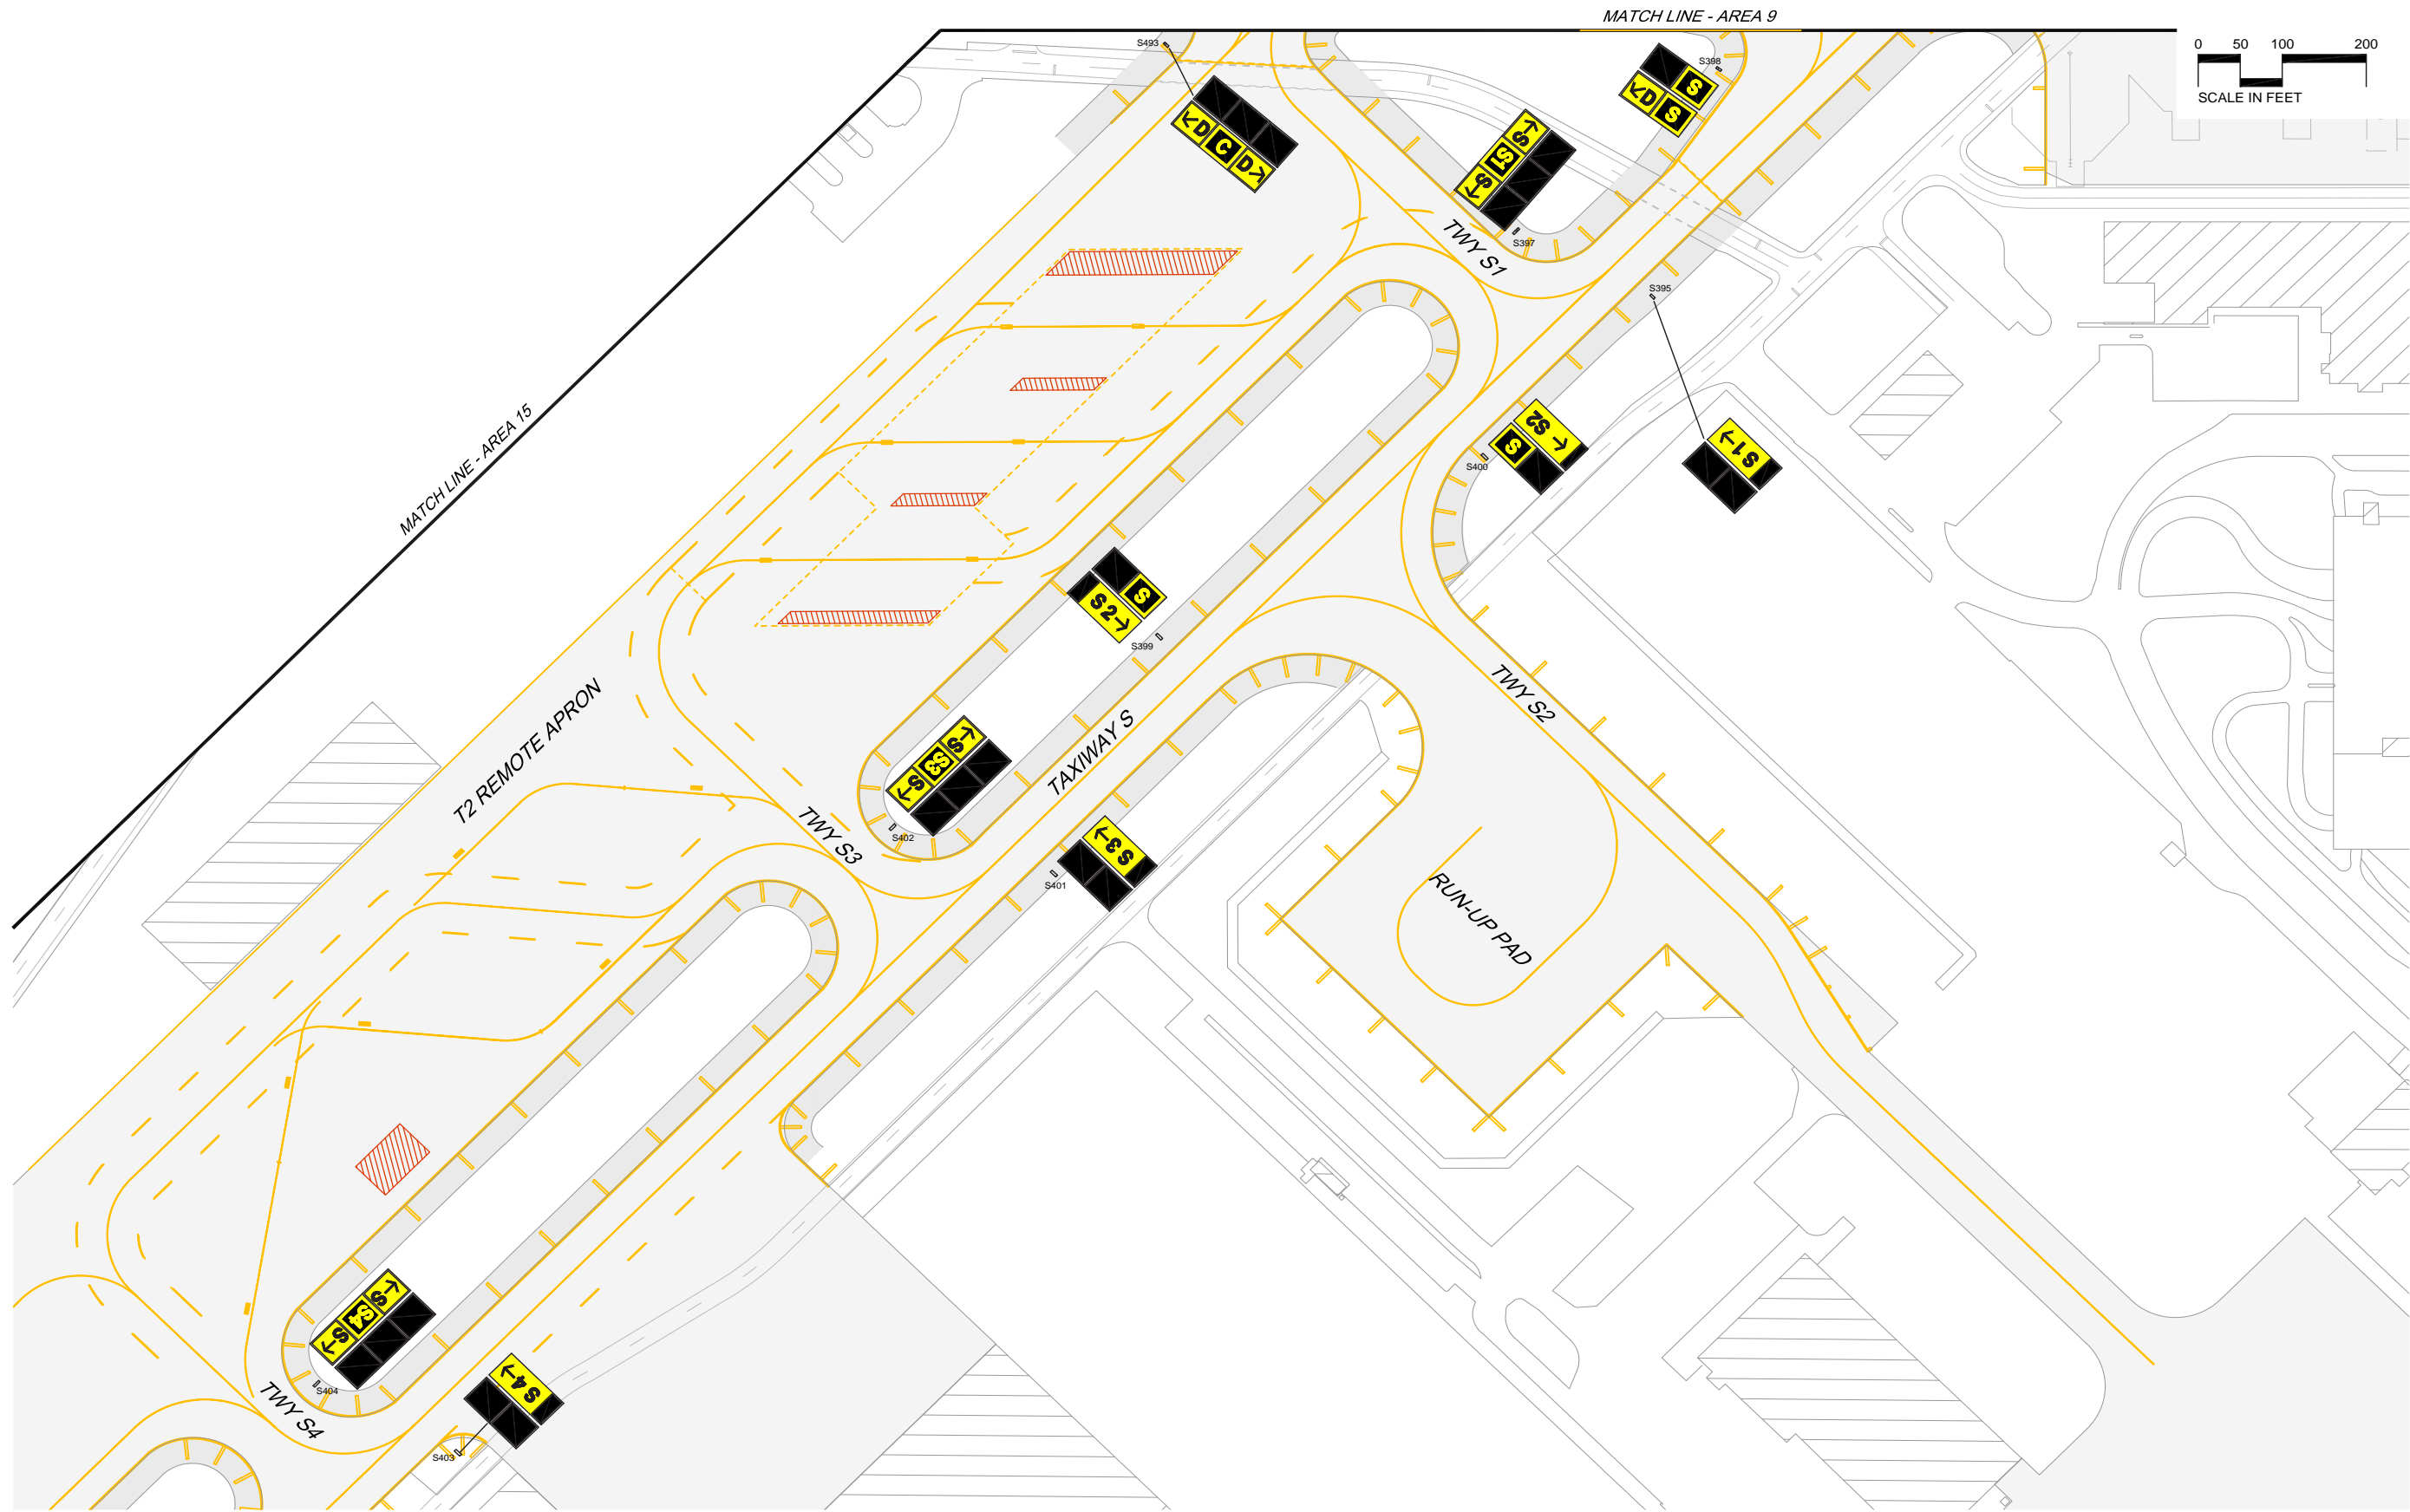 MATCH LINE - AREA 9
0 50 100 200
SCALE IN FEET
S493
S398
S
←D S
←D C D→
←S S1 S→
TWY S1
S397
S395
MATCH LINE - AREA 15
← S2
S
S400
S1→
S
S2→
S399
TWY S2
T2 REMOTE APRON
TAXIWAY S
←S S3 S→
TWY S3
S402
←S3
S401
RUN-UP PAD
←S S4 S→
S404
TWY S4
S4→
S403